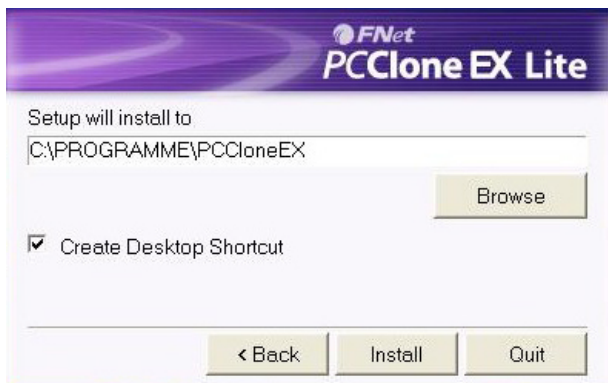 FNet
PCClone EX Lite
Setup will install to
C:\PROGRAMME\PCCloneEX
Browse
Create Desktop Shortcut
< Back Install Quit